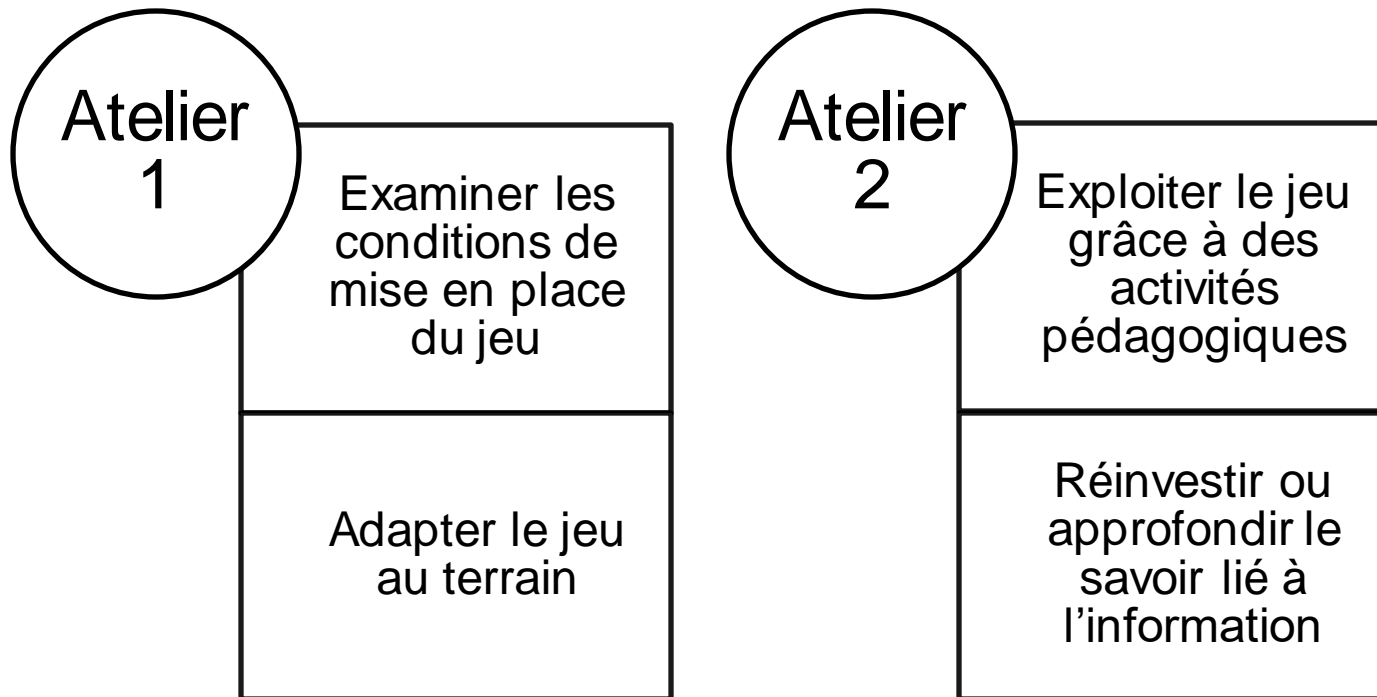 Atelier
1
Examiner les
conditions de
mise en place
du jeu
Adapter le jeu
au terrain
Atelier
2
Exploiter le jeu
grâce à des
activités
pédagogiques
Réinvestir ou
approfondir le
savoir lié à
l’information